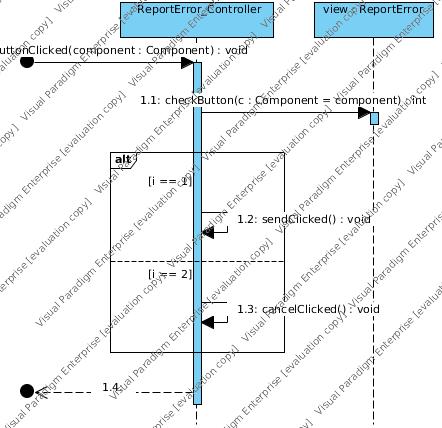 ReportError_Controller
view : ReportError
uttonClicked(component : Component) : void
1.1: checkButton(c : Component = component) : int
alt
[i == 1]
1.2: sendClicked() : void
[i == 2]
1.3: cancelClicked() : void
1.4:
Visual Paradigm Enterprise [evaluation copy]